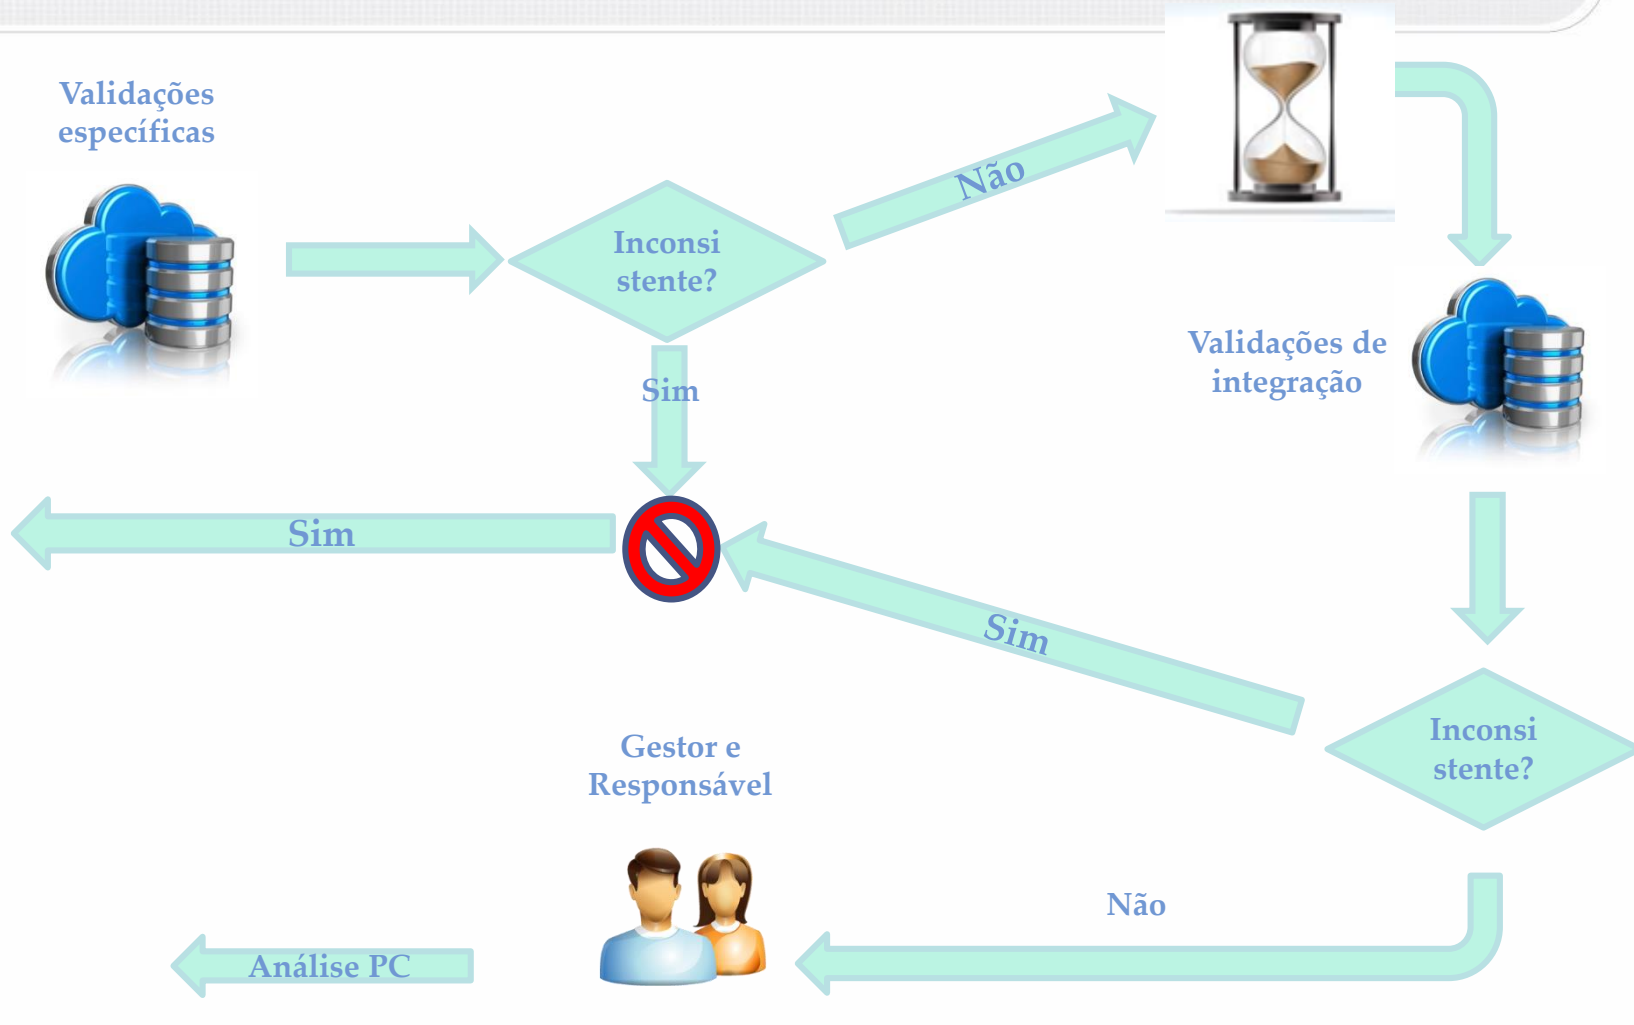 Validações
específicas
Não
Inconsi
stente?
Validações de
integração
Sim
Sim
Sim
Inconsi
stente?
Gestor e
Responsável
Não
Análise PC